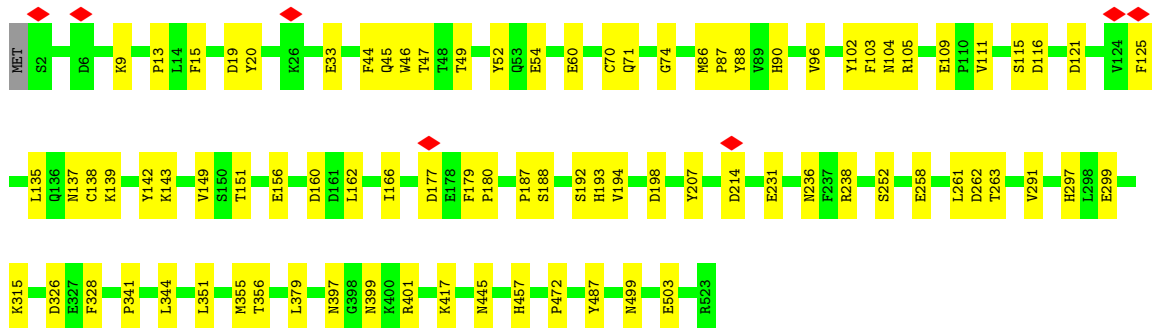 MET S2 D6 K9 P13 L14 F15 D19 Y20 K26 E33 F44 Q45 W46 T47 T48 T49 Y52 Q53 E54 E60 C70 Q71 G74 M86 P87 Y88 V89 H90 V96 Y102 F103 N104 R105 E109 P110 V111 S115 D116 D121 V124 F125
L135 Q136 N137 C138 K139 Y142 K143 V149 S150 T151 E156 D160 D161 L162 I166 D177 E178 F179 P180 P187 S188 S192 H193 V194 D198 Y207 D214 E231 N236 F237 R238 S252 E258 L261 D262 T263 V291 H297 L298 E299
K315 D326 E327 F328 P341 L344 L351 M355 T356 L379 N397 G398 N399 K400 R401 K417 N445 H457 P472 Y487 N499 E503 R523